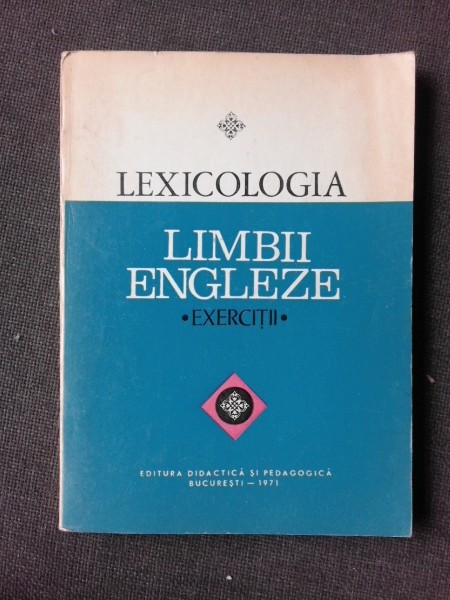 LEXICOLOGIA
LIMBII
ENGLEZE
•EXERCIȚII•
EDITURA DIDACTICĂ ȘI PEDAGOGICĂ
BUCUREȘTI — 1971